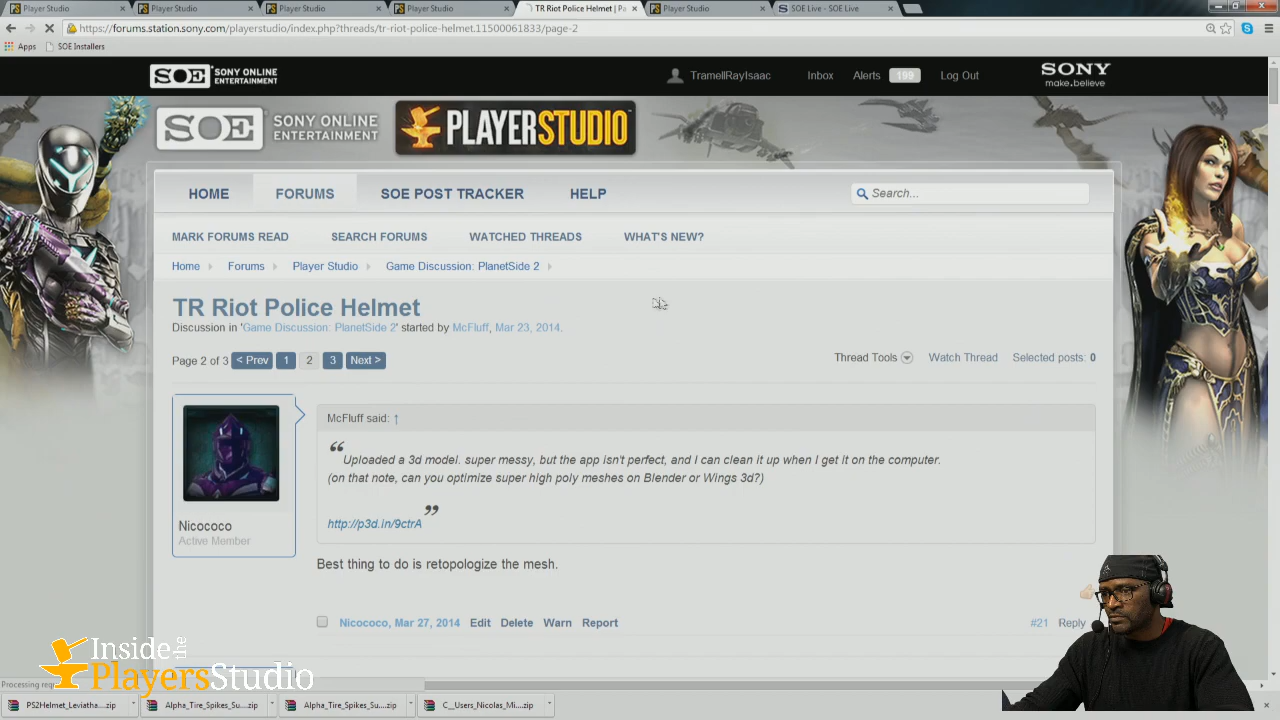 Player Studio
Player Studio
Player Studio
Player Studio
TR Riot Police Helmet | Pa
Player Studio
SOE Live - SOE Live
https://forums.station.sony.com/playerstudio/index.php?threads/tr-riot-police-helmet.11500061833/page-2
Apps
SOE Installers
SOE SONY ONLINE ENTERTAINMENT
TramellRayIsaac
Inbox
Alerts 199
Log Out
SONY
make.believe
SOE SONY ONLINE ENTERTAINMENT
PLAYERSTUDIO
HOME
FORUMS
SOE POST TRACKER
HELP
Search...
MARK FORUMS READ
SEARCH FORUMS
WATCHED THREADS
WHAT'S NEW?
Home
Forums
Player Studio
Game Discussion: PlanetSide 2
TR Riot Police Helmet
Discussion in 'Game Discussion: PlanetSide 2' started by McFluff, Mar 23, 2014.
Page 2 of 3 < Prev 1 2 3 Next >
Thread Tools
Watch Thread
Selected posts: 0
McFluff said: ↑
“Uploaded a 3d model. super messy, but the app isn't perfect, and I can clean it up when I get it on the computer.
(on that note, can you optimize super high poly meshes on Blender or Wings 3d?)
”
http://p3d.in/9ctrA
Nicococo
Active Member
Best thing to do is retopologize the mesh.
Nicococo, Mar 27, 2014 Edit Delete Warn Report
#21 Reply
Inside the
PlayersStudio
Processing req
PS2Helmet_Leviatha....zip
Alpha_Tire_Spikes_Su....zip
Alpha_Tire_Spikes_Su....zip
C__Users_Nicolas_Mi....zip